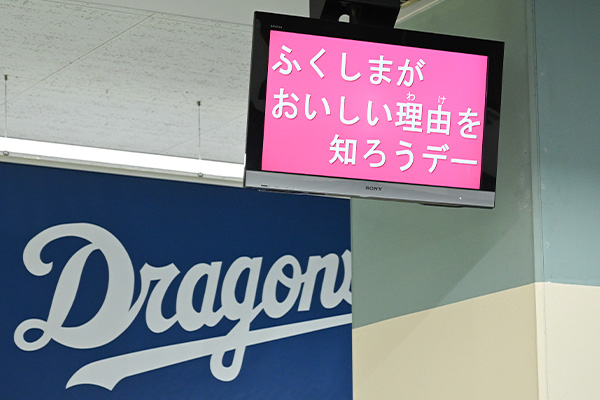 ふくしまが
おいしい理由を
わけ
知ろうデー
SONY
Dragons